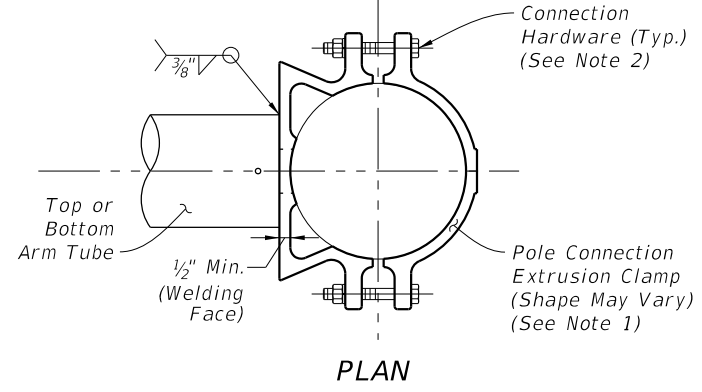 Connection
Hardware (Typ.)
(See Note 2)
3/8"
Top or
Bottom
Arm Tube
1/2" Min.
(Welding
Face)
Pole Connection
Extrusion Clamp
(Shape May Vary)
(See Note 1)
PLAN